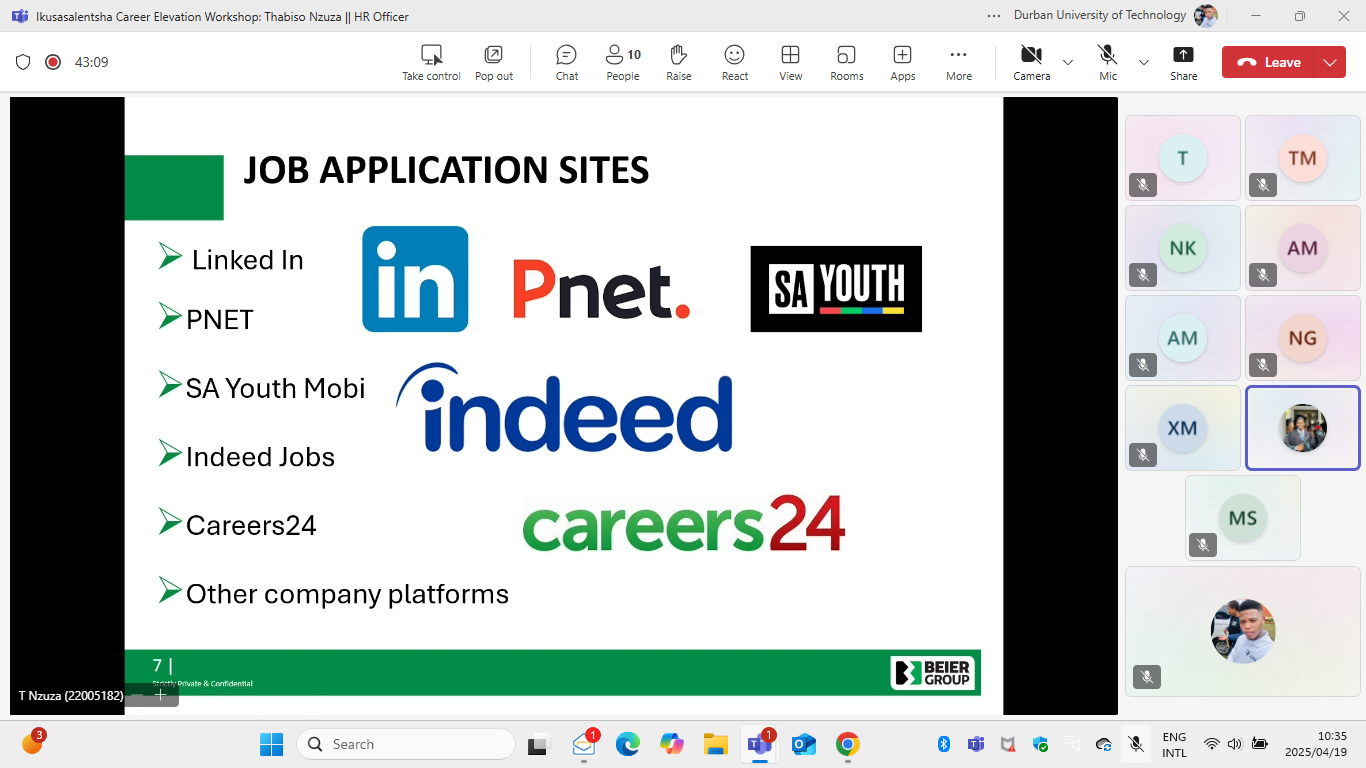 Ikusasalentsha Career Elevation Workshop: Thabiso Nzuza || HR Officer
Durban University of Technology
43:09
Take control
Pop out
Chat
10
People
Raise
React
View
Rooms
Apps
More
Camera
Mic
Share
Leave
JOB APPLICATION SITES
Linked In
in
Pnet.
SA YOUTH
PNET
SA Youth Mobi
indeed
Indeed Jobs
Careers24
careers24
Other company platforms
7 |
Strictly Private & Confidential
BEIER
GROUP
T Nzuza (22005182)
T
TM
NK
AM
AM
NG
XM
MS
3
Search
1
1
ENG
INTL
10:35
2025/04/19